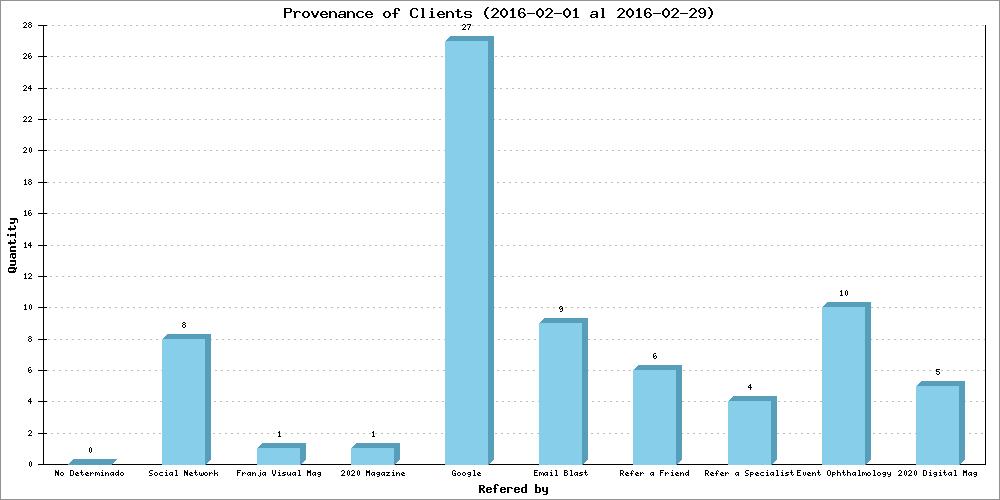 Provenance of Clients (2016-02-01 al 2016-02-29)
28
26
24
22
20
18
16
14
12
10
8
6
4
2
0
Quantity
0
8
1
1
27
9
6
4
10
5
No Determinado
Social Network
Franja Visual Mag
2020 Magazine
Google
Email Blast
Refer a Friend
Refer a Specialist
Event Ophthalmology
2020 Digital Mag
Refered by